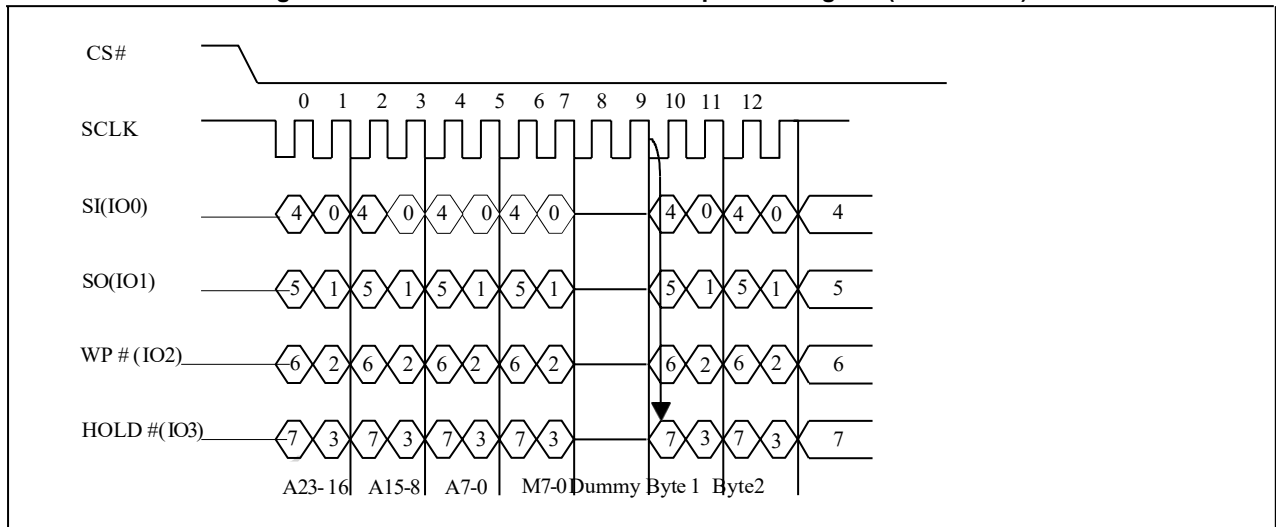 CS#
0 1 2 3 4 5 6 7 8 9 10 11 12
SCLK
SI(IO0) 4 0 4 0 4 0 4 0 4 0 4 0 4
SO(IO1) 5 1 5 1 5 1 5 1 5 1 5 1 5
WP # (IO2) 6 2 6 2 6 2 6 2 6 2 6 2 6
HOLD #(IO3) 7 3 7 3 7 3 7 3 7 3 7 3 7
A23-16 A15-8 A7-0 M7-0 Dummy Byte 1 Byte2